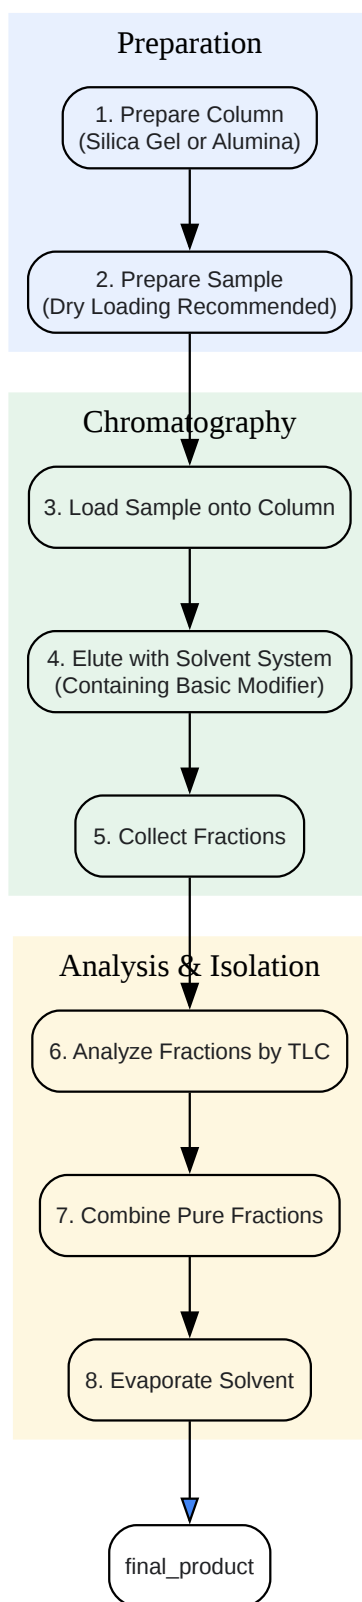 Preparation
1. Prepare Column
(Silica Gel or Alumina)
2. Prepare Sample
(Dry Loading Recommended)
Chromatography
3. Load Sample onto Column
4. Elute with Solvent System
(Containing Basic Modifier)
5. Collect Fractions
Analysis & Isolation
6. Analyze Fractions by TLC
7. Combine Pure Fractions
8. Evaporate Solvent
final_product